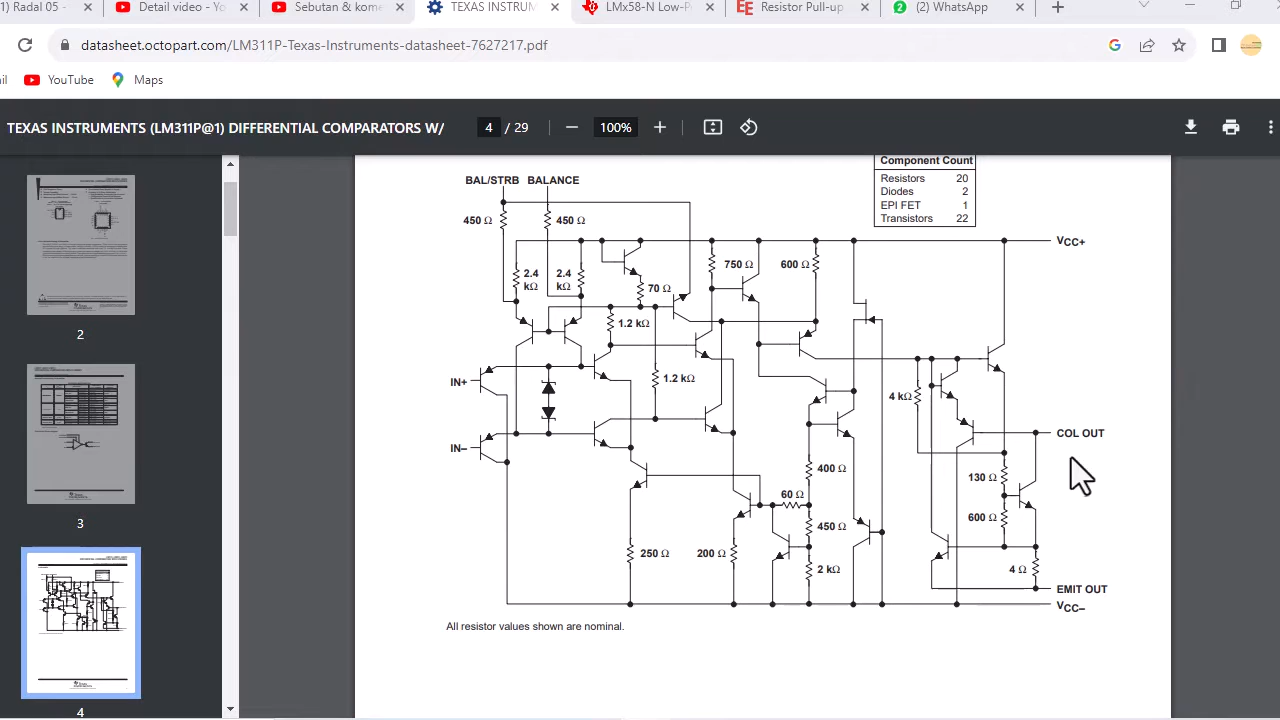 1) Radal 05 -
Detail video - Yo
Sebutan & kome
TEXAS INSTRUM
LMx58-N Low-P
Resistor Pull-up
(2) WhatsApp
datasheet.octopart.com/LM311P-Texas-Instruments-datasheet-7627217.pdf
il YouTube Maps
TEXAS INSTRUMENTS (LM311P@1) DIFFERENTIAL COMPARATORS W/
4 / 29
100%
2
3
4
Component Count
Resistors 20
Diodes 2
EPI FET 1
Transistors 22
BAL/STRB BALANCE
450 Ω 450 Ω
VCC+
2.4 kΩ
2.4 kΩ
70 Ω
750 Ω
600 Ω
1.2 kΩ
1.2 kΩ
IN+
4 kΩ
COL OUT
IN–
400 Ω
130 Ω
60 Ω
600 Ω
450 Ω
250 Ω
200 Ω
2 kΩ
4 Ω
EMIT OUT
VCC–
All resistor values shown are nominal.